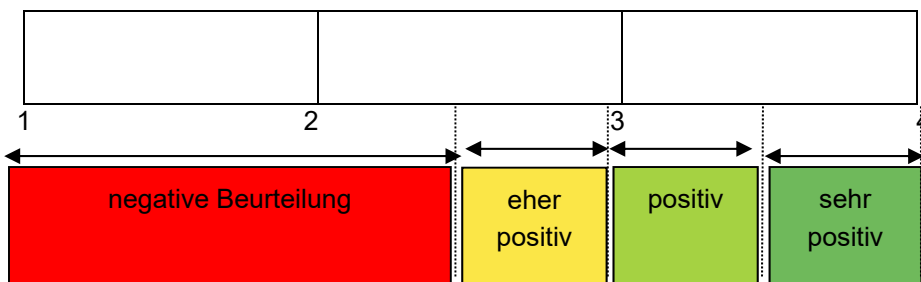 1 2 3 4
negative Beurteilung eher positiv sehr
positiv positiv